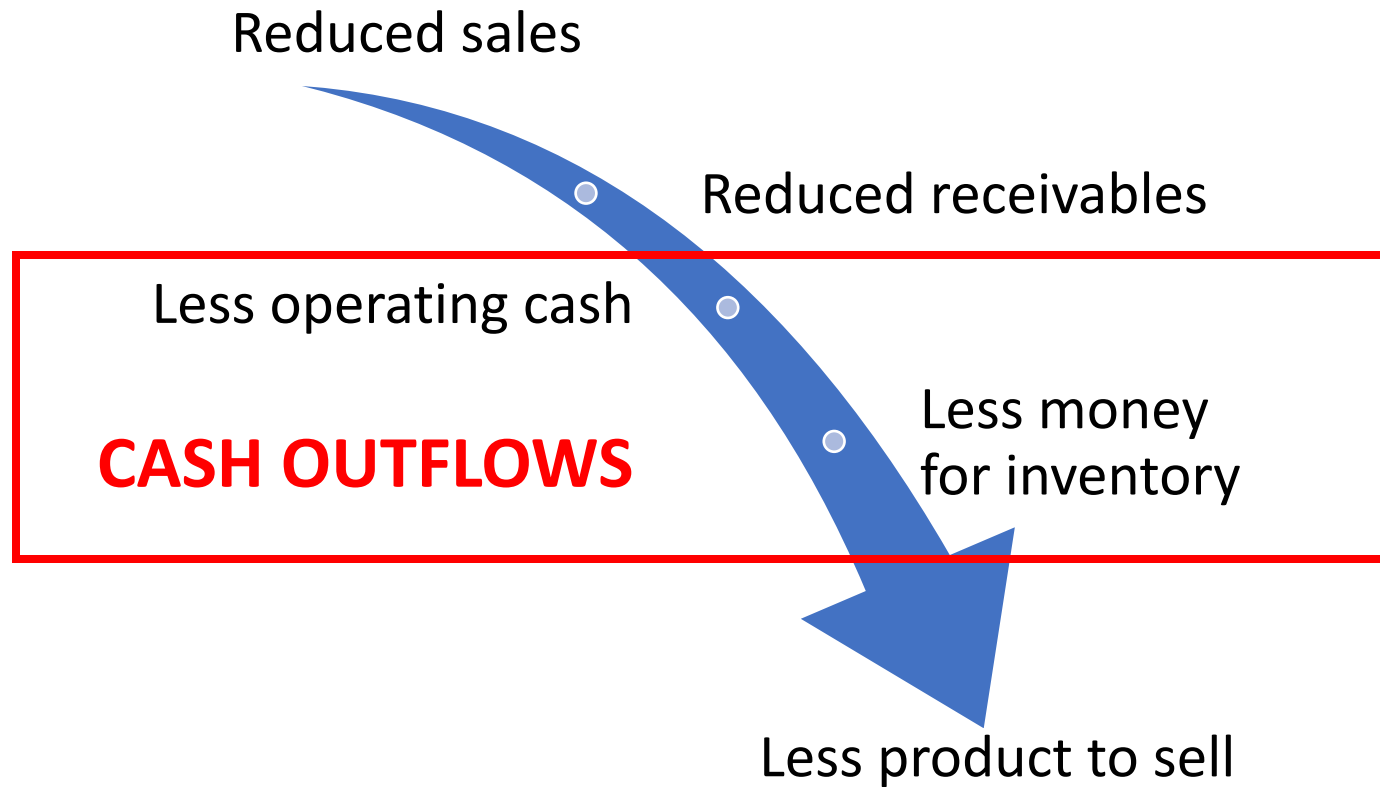 Reduced sales
Reduced receivables
Less operating cash
Less money
for inventory
CASH OUTFLOWS
Less product to sell